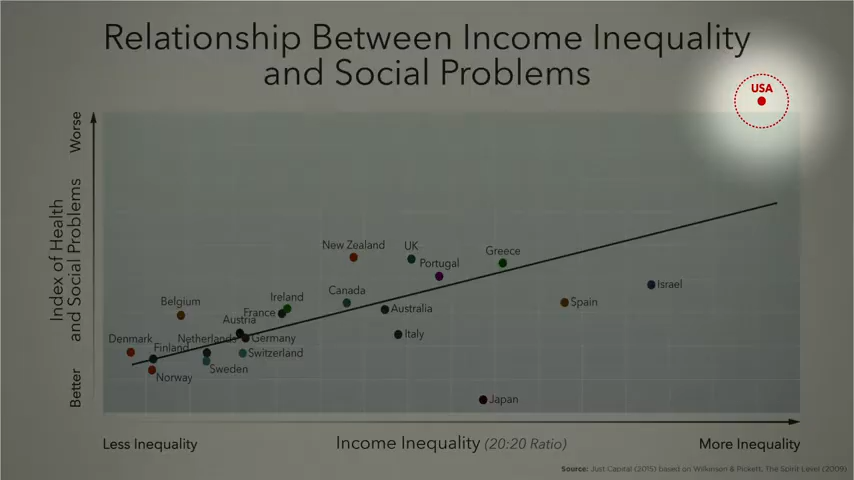 Relationship Between Income Inequality
and Social Problems
USA
Worse
Index of Health
and Social Problems
Better
New Zealand
UK
Greece
Portugal
Israel
Belgium
Ireland
Canada
Spain
France
Australia
Austria
Denmark
Netherlands
Germany
Italy
Finland
Switzerland
Norway
Sweden
Japan
Less Inequality
Income Inequality (20:20 Ratio)
More Inequality
Source: Just Capital (2015) based on Wilkinson & Pickett, The Spirit Level (2009)